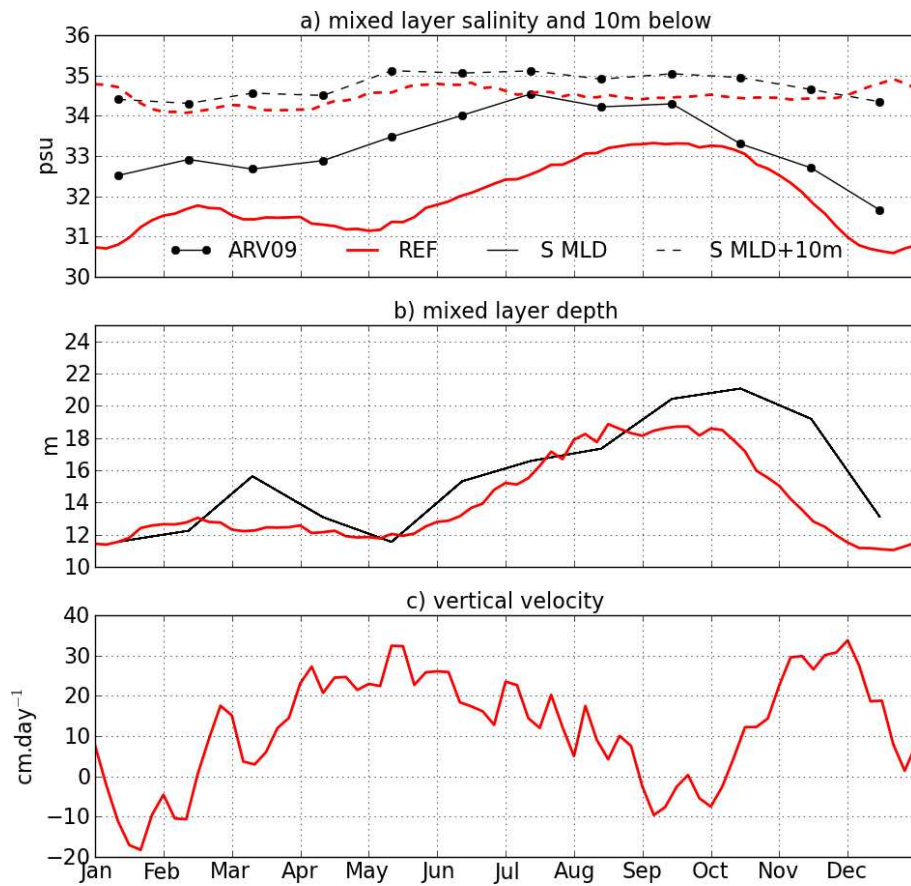 a) mixed layer salinity and 10m below
36
35
34
33
32
31
30
psu
ARV09 REF S MLD S MLD+10m
b) mixed layer depth
24
22
20
18
16
14
12
10
m
c) vertical velocity
40
30
20
10
0
−10
−20
cm.day⁻¹
Jan Feb Mar Apr May Jun Jul Aug Sep Oct Nov Dec